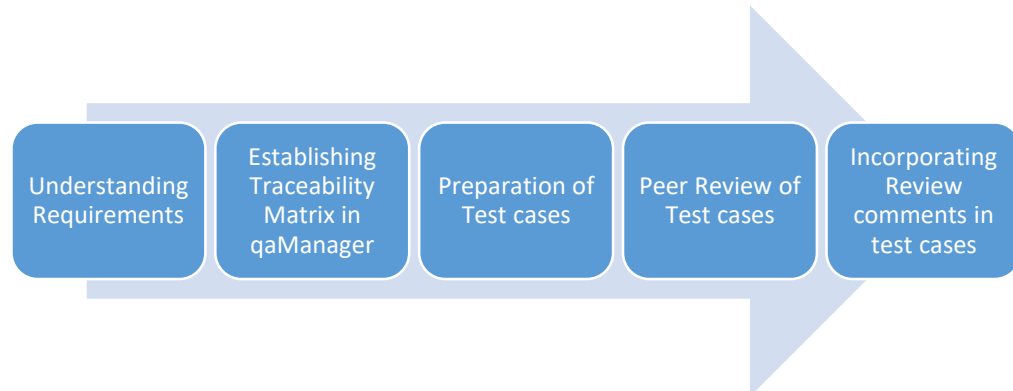 Understanding
Requirements
Establishing
Traceability
Matrix in
qaManager
Preparation of
Test cases
Peer Review of
Test cases
Incorporating
Review
comments in
test cases